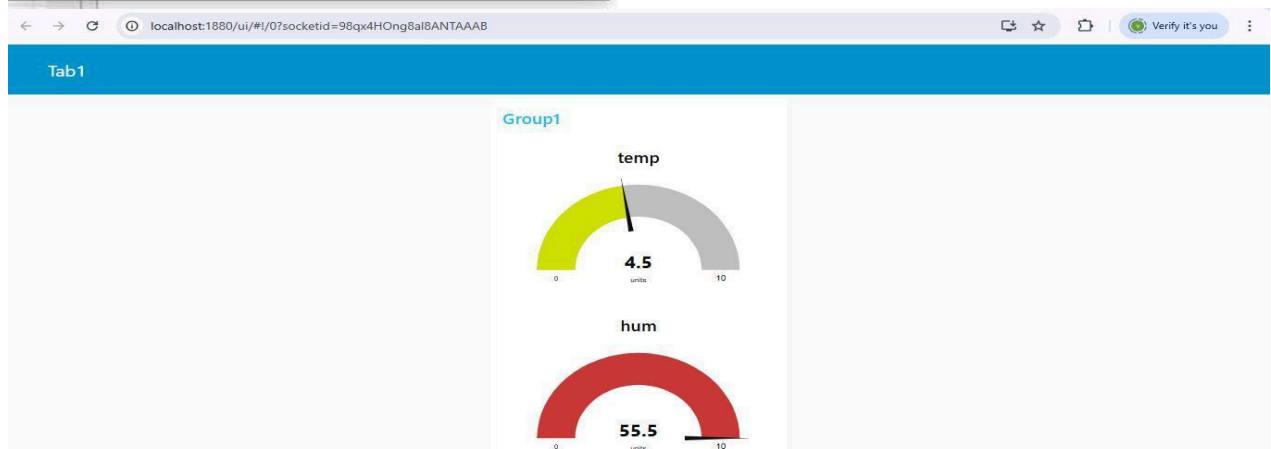 localhost:1880/ui/#!/0?socketid=98qx4HOng8al8ANTAAAB
Verify it's you
Tab1
Group1
temp
4.5
0 units 10
hum
55.5
0 units 10